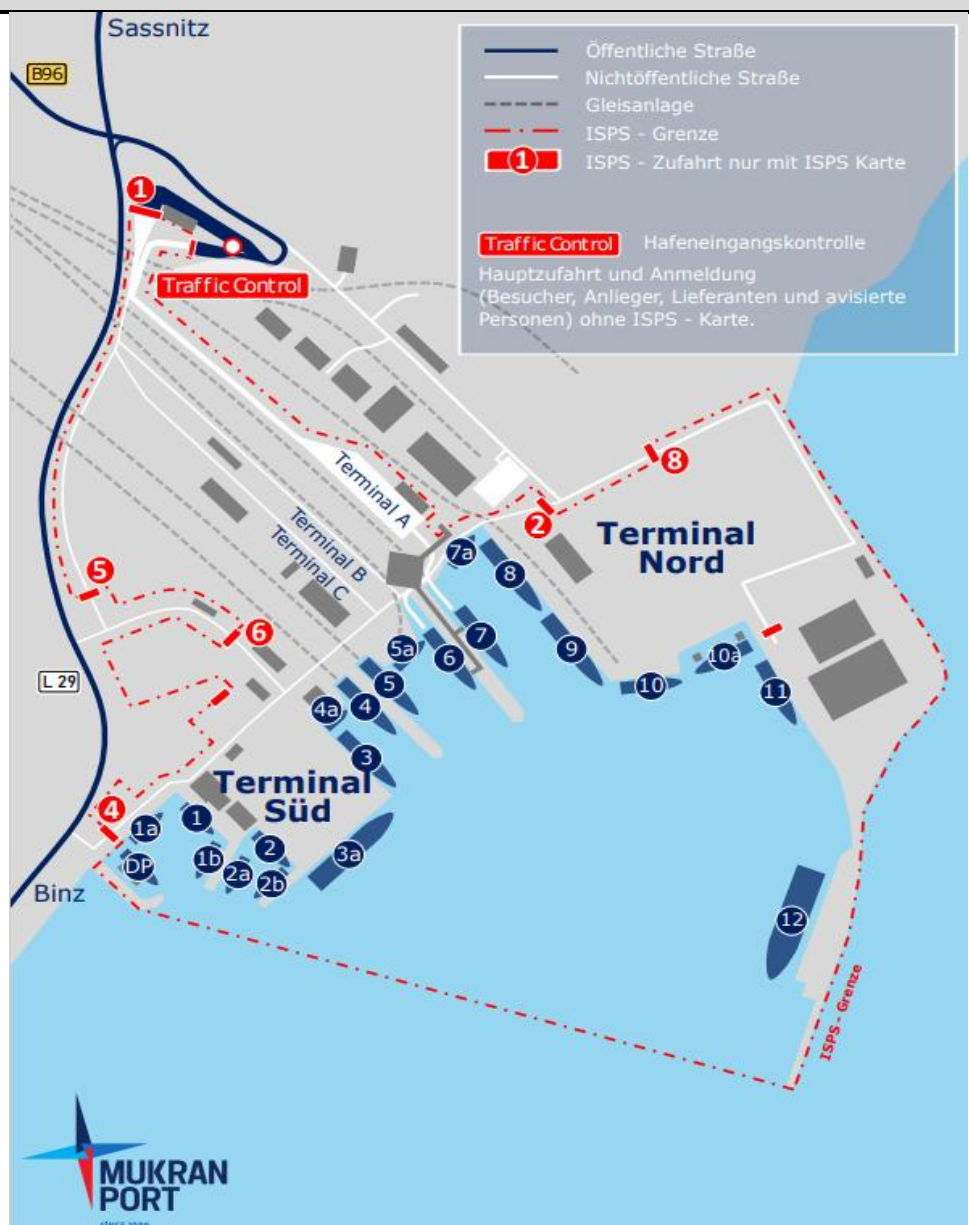 Sassnitz
B96
Öffentliche Straße
Nichtöffentliche Straße
Gleisanlage
ISPS - Grenze
1 ISPS - Zufahrt nur mit ISPS Karte
Traffic Control Hafeneingangskontrolle
Hauptzufahrt und Anmeldung
(Besucher, Anlieger, Lieferanten und avisierte
Personen) ohne ISPS - Karte.
1
Traffic Control
8
Terminal A
2
Terminal
Nord
Terminal B
Terminal C
7a
8
5
6
7
9
5a
6
10a
10
11
L 29
5
4
4a
3
Terminal
Süd
4
1a
1
DP
1b
2
2a
2b
3a
Binz
12
ISPS - Grenze
MUKRAN
PORT